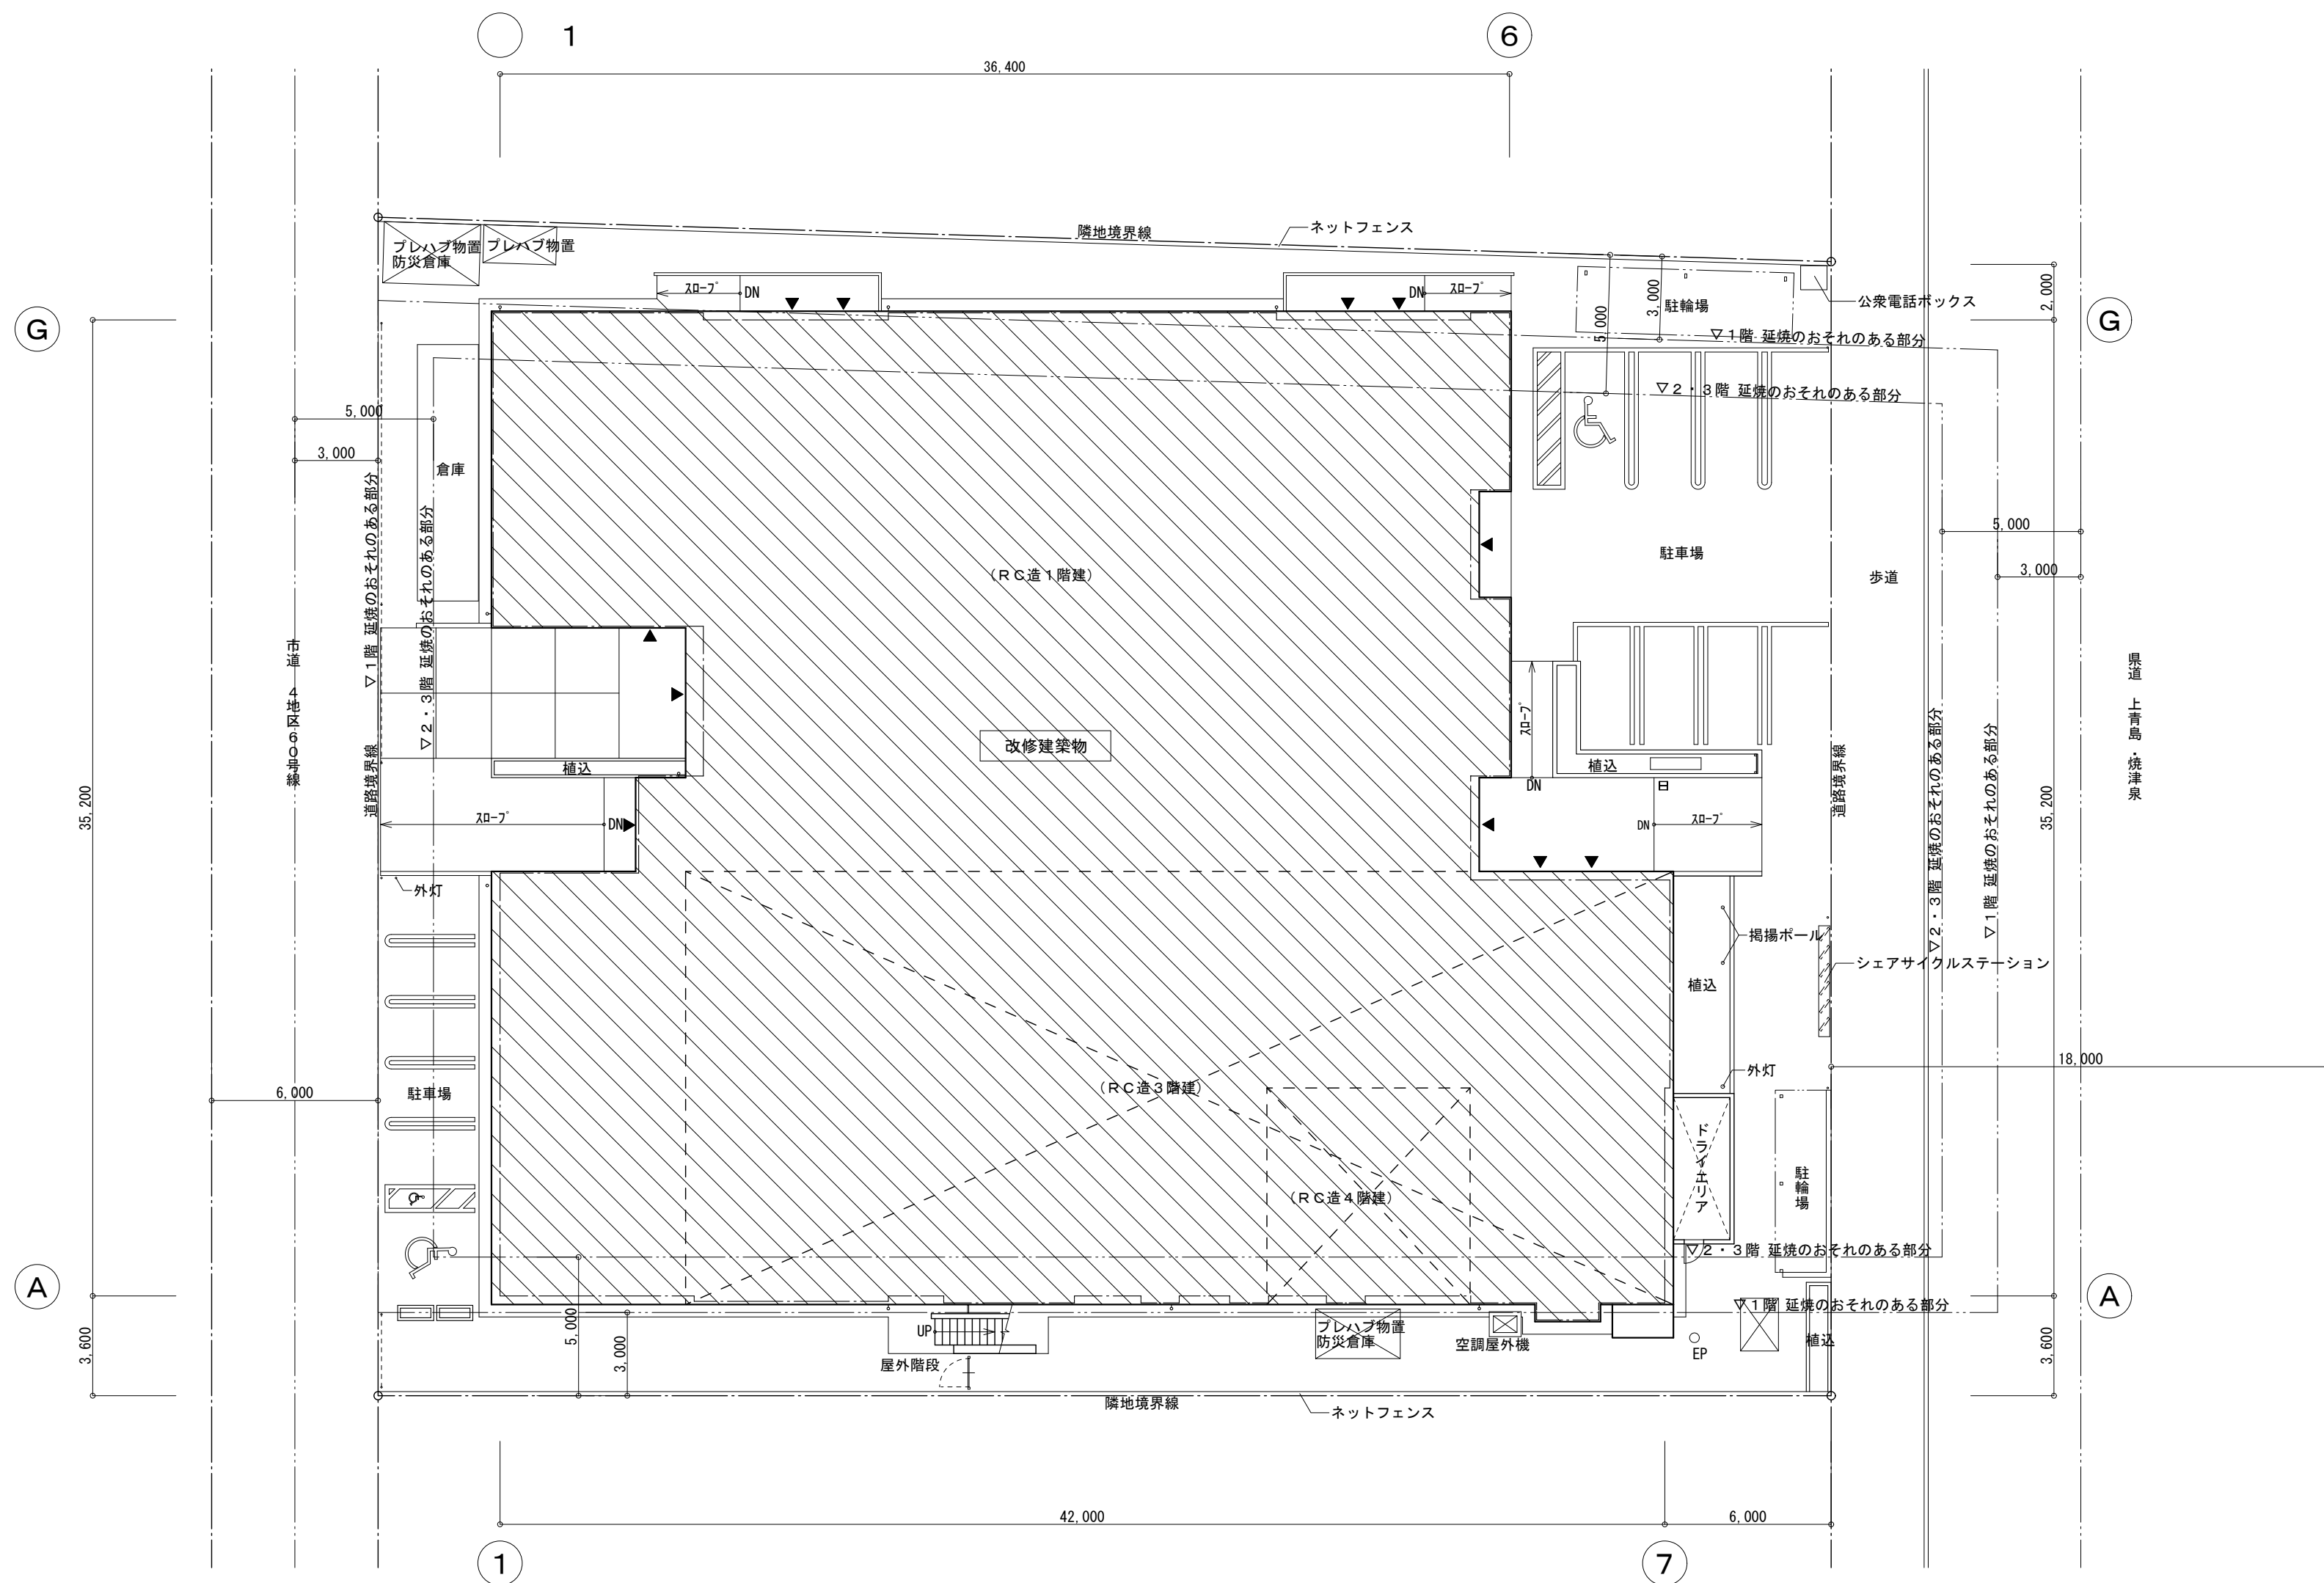 1
6
36,400
隣地境界線
ネットフェンス
プレハブ物置
防災倉庫
プレハブ物置
スロープ
DN
DN
スロープ
駐輪場
公衆電話ボックス
2,000
3,000
5,000
G
G
▽1階 延焼のおそれのある部分
▽2・3階 延焼のおそれのある部分
5,000
3,000
倉庫
▽1階 延焼のおそれのある部分
▽2・3階 延焼のおそれのある部分
(RC造1階建)
駐車場
歩道
5,000
3,000
市道 4地区60号線
道路境界線
改修建築物
植込
スロープ
DN
植込
スロープ
DN
DN
スロープ
道路境界線
▽2・3階 延焼のおそれのある部分
▽1階 延焼のおそれのある部分
県道 上青島・焼津泉
35,200
35,200
外灯
掲揚ポール
シェアサイクルステーション
植込
18,000
外灯
6,000
駐車場
(RC造3階建)
(RC造4階建)
ドライエリア
駐輪場
▽2・3階 延焼のおそれのある部分
▽1階 延焼のおそれのある部分
A
A
5,000
3,000
UP
屋外階段
プレハブ物置
防災倉庫
空調屋外機
EP
植込
3,600
3,600
隣地境界線
ネットフェンス
42,000
6,000
1
7